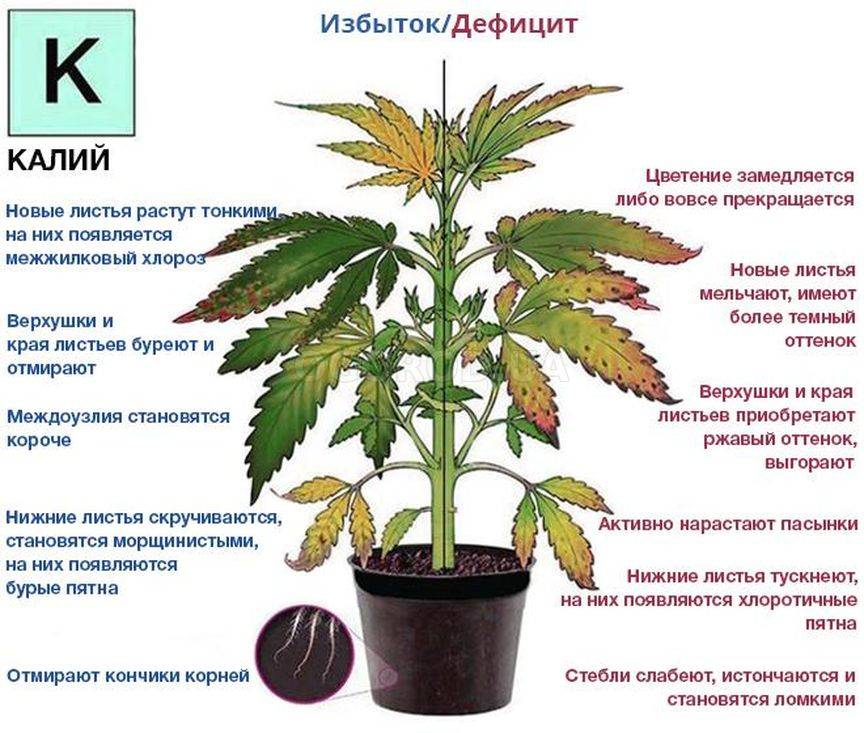 K
КАЛИЙ
Избыток/Дефицит
Новые листья растут тонкими,
на них появляется
межжилковый хлороз
Верхушки и
края листьев буреют и
отмирают
Междоузлия становятся
короче
Нижние листья скручиваются,
становятся морщинистыми,
на них появляются
бурые пятна
Отмирают кончики корней
Цветение замедляется
либо вовсе прекращается
Новые листья
мельчают, имеют
более темный
оттенок
Верхушки и края
листьев приобретают
ржавый оттенок,
выгорают
Активно нарастают пасынки
Нижние листья тускнеют,
на них появляются хлоротичные
пятна
Стебли слабеют, истончаются и
становятся ломкими